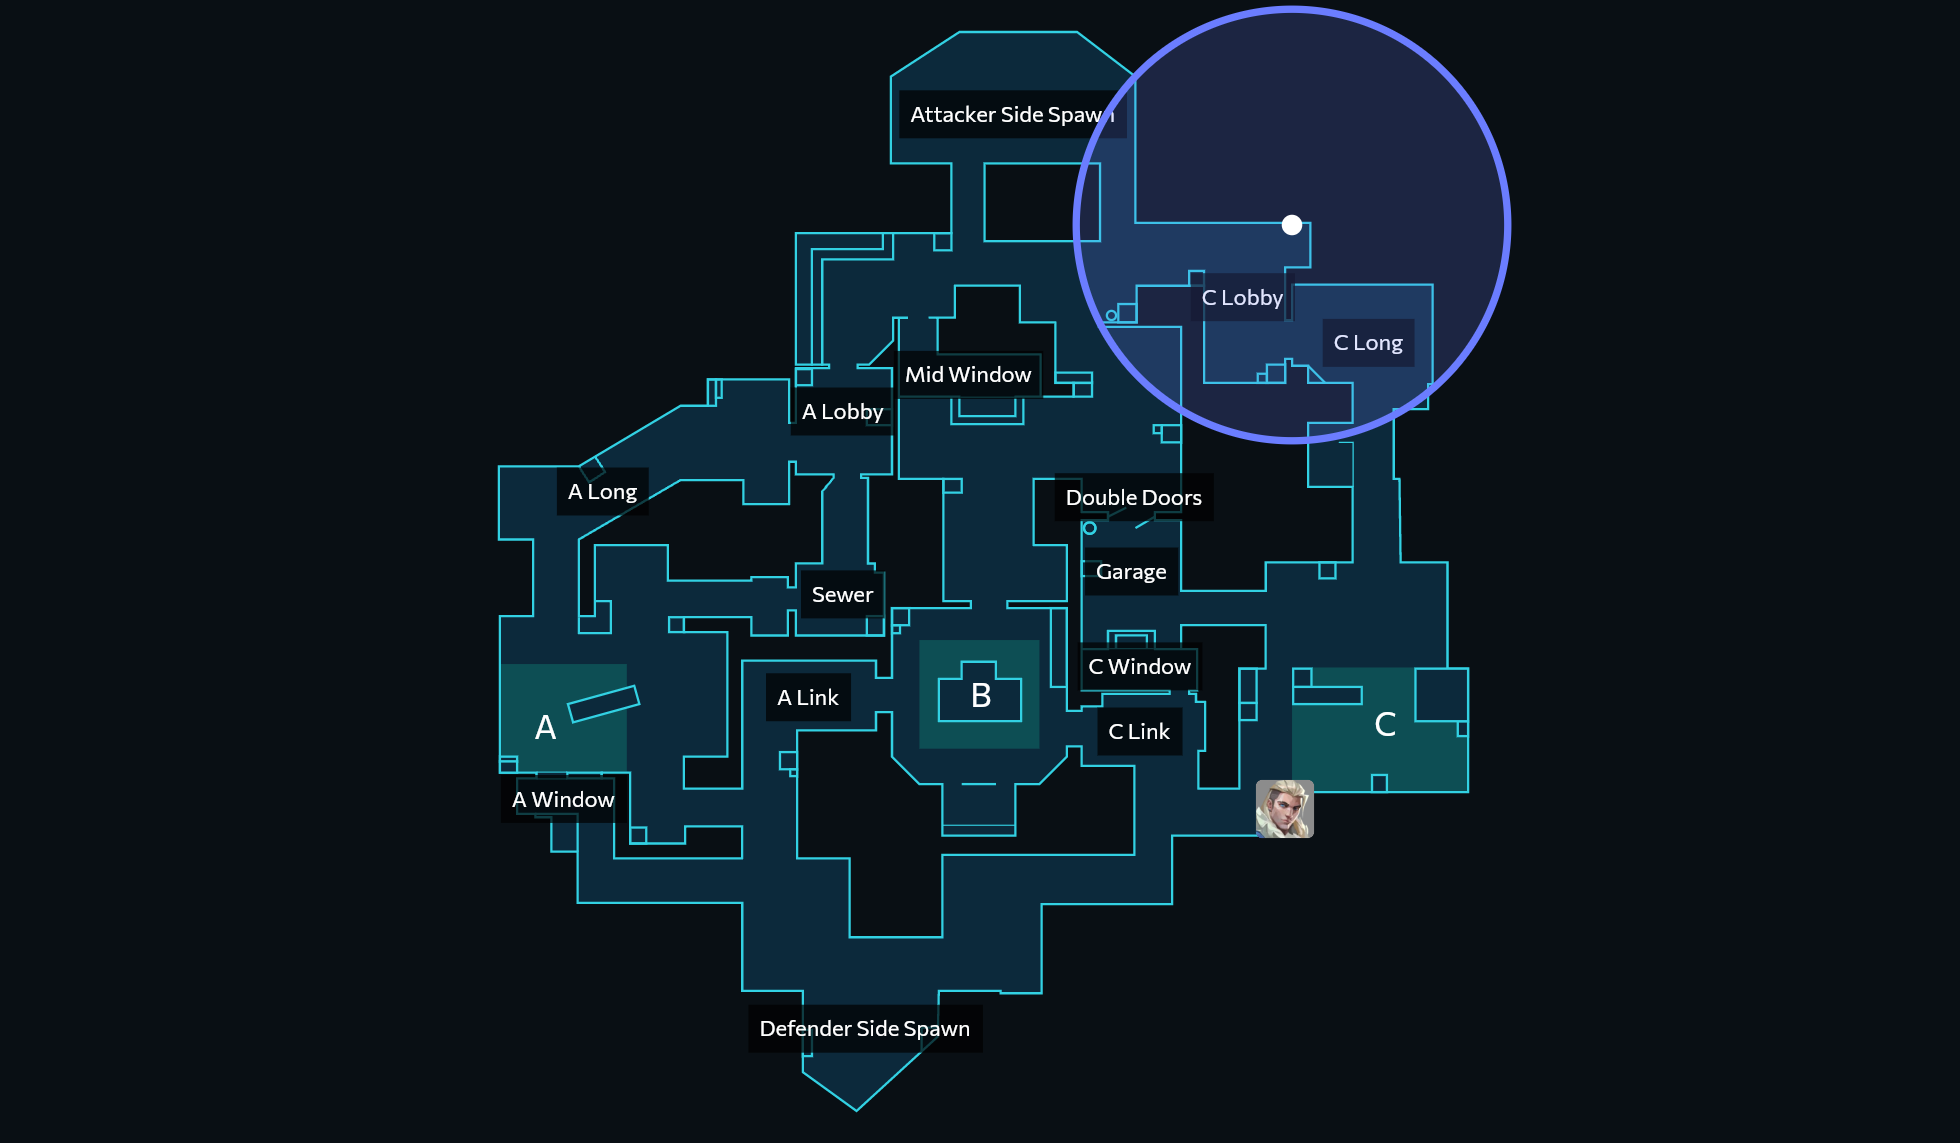 Attacker Side Spawn
C Lobby
C Long
Mid Window
A Lobby
A Long
Double Doors
Garage
Sewer
C Window
A Link
B
C Link
A
C
A Window
Defender Side Spawn